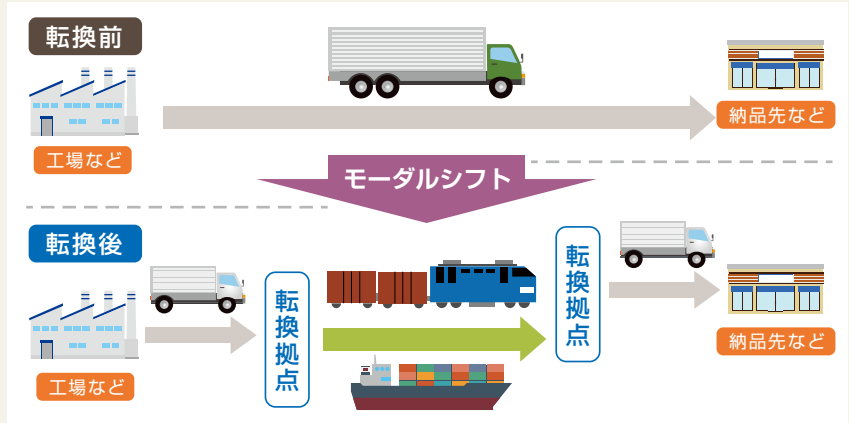 転換前
工場など
納品先など
モーダルシフト
転換後
工場など
転換拠点
転換拠点
納品先など